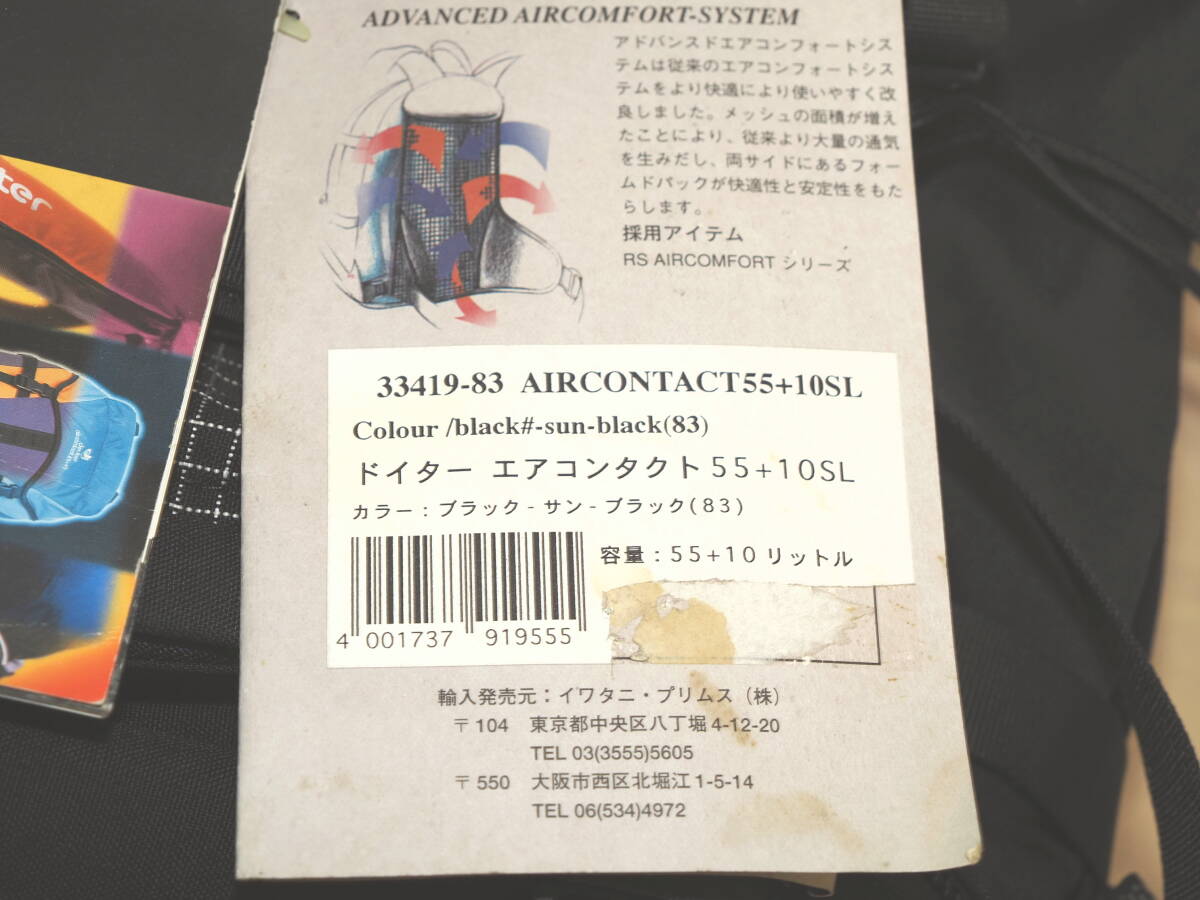 ADVANCED AIRCOMFORT-SYSTEM
アドバンスドエアコンフォートシス
テムは従来のエアコンフォートシス
テムをより快適により使いやすく改
良しました。メッシュの面積が増え
たことにより、従来より大量の通気
を生みだし、両サイドにあるフォー
ムドパックが快適性と安定性をもた
らします。
採用アイテム
RS AIRCOMFORT シリーズ
ter
33419-83 AIRCONTACT55+10SL
Colour /black#-sun-black(83)
ドイター エアコンタクト55+10SL
カラー：ブラック-サン-ブラック(83)
容量：55+10リットル
4 001737 919555
輸入発売元：イワタニ・プリムス（株）
〒104 東京都中央区八丁堀4-12-20
TEL 03(3555)5605
〒550 大阪市西区北堀江1-5-14
TEL 06(534)4972